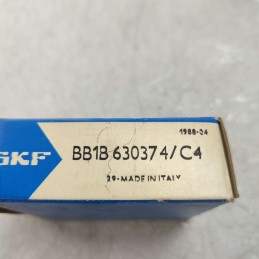 1988-04
SKF
BB1B 630374/C4
29-MADE IN ITALY